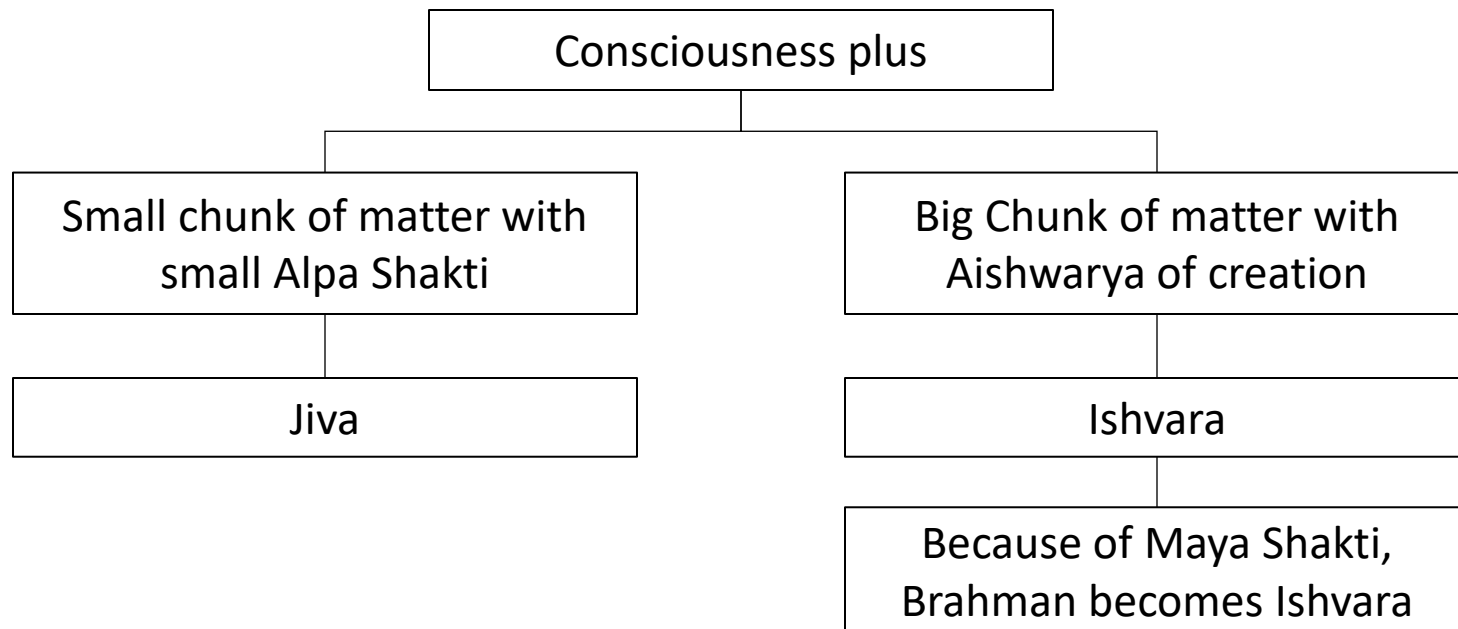 Consciousness plus
Small chunk of matter with
small Alpa Shakti
Big Chunk of matter with
Aishwarya of creation
Jiva
Ishvara
Because of Maya Shakti,
Brahman becomes Ishvara